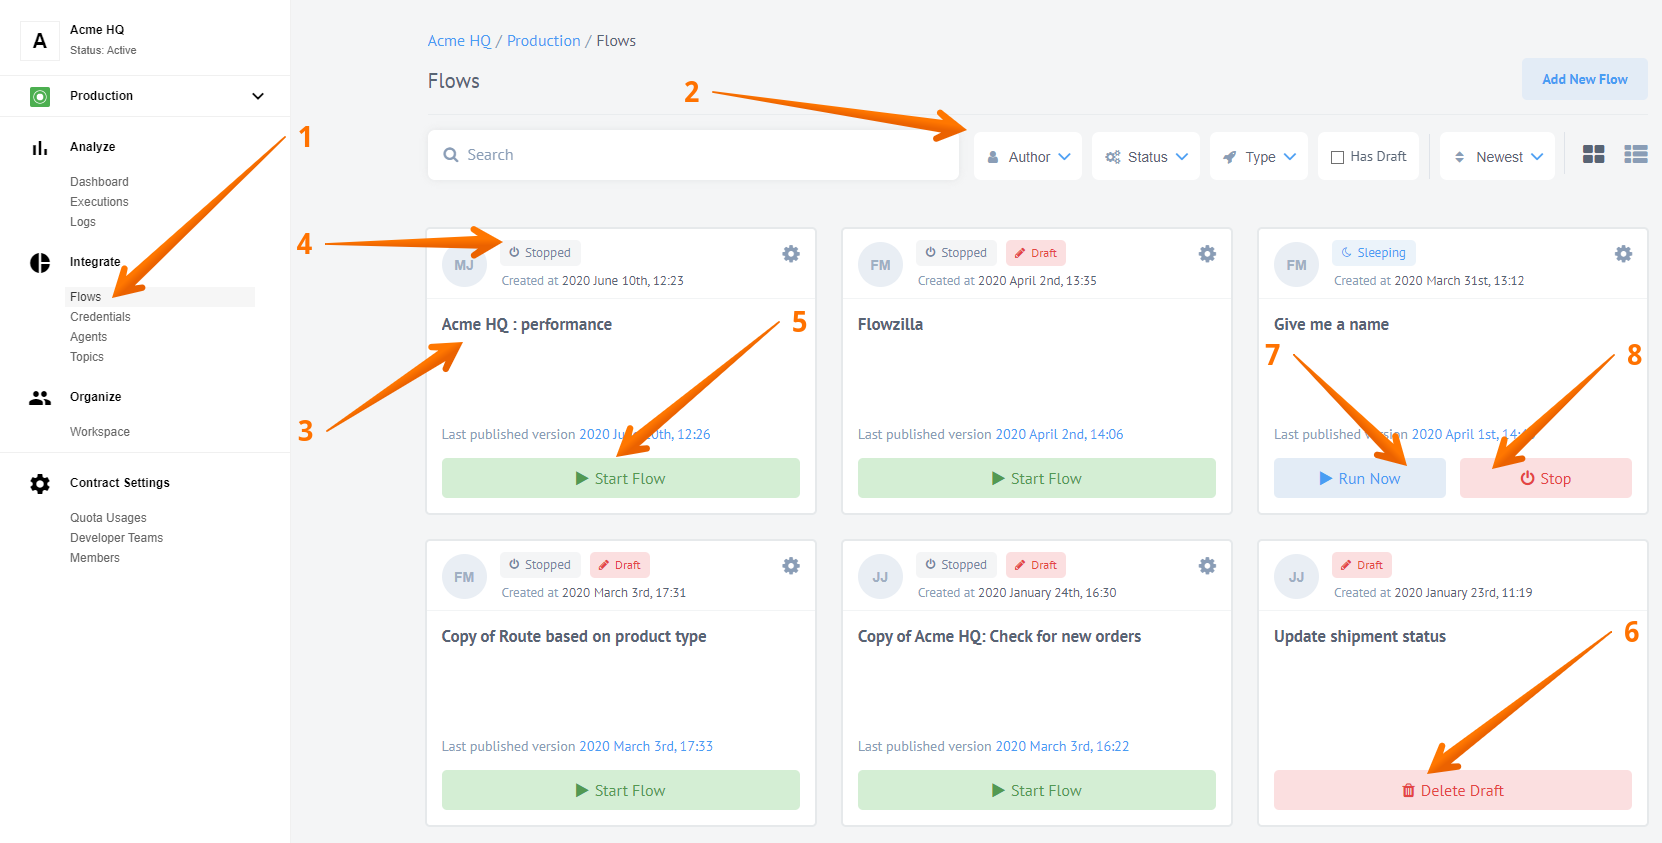 A
Acme HQ
Status: Active
Production
Analyze
Dashboard
Executions
Logs
Integrate
Flows
Credentials
Agents
Topics
Organize
Workspace
Contract Settings
Quota Usages
Developer Teams
Members
1
Acme HQ / Production / Flows
Flows
2
Add New Flow
Search
Author
Status
Type
Has Draft
Newest
4
MJ
Stopped
Created at 2020 June 10th, 12:23
Acme HQ : performance
3
5
Last published version 2020 June 10th, 12:26
Start Flow
FM
Stopped
Draft
Created at 2020 April 2nd, 13:35
Flowzilla
Last published version 2020 April 2nd, 14:06
Start Flow
FM
Sleeping
Created at 2020 March 31st, 13:12
Give me a name
7
8
Last published version 2020 April 1st,
Run Now
Stop
FM
Stopped
Draft
Created at 2020 March 3rd, 17:31
Copy of Route based on product type
Last published version 2020 March 3rd, 17:33
Start Flow
JJ
Stopped
Draft
Created at 2020 January 24th, 16:30
Copy of Acme HQ: Check for new orders
Last published version 2020 March 3rd, 16:22
Start Flow
JJ
Draft
Created at 2020 January 23rd, 11:19
Update shipment status
6
Delete Draft